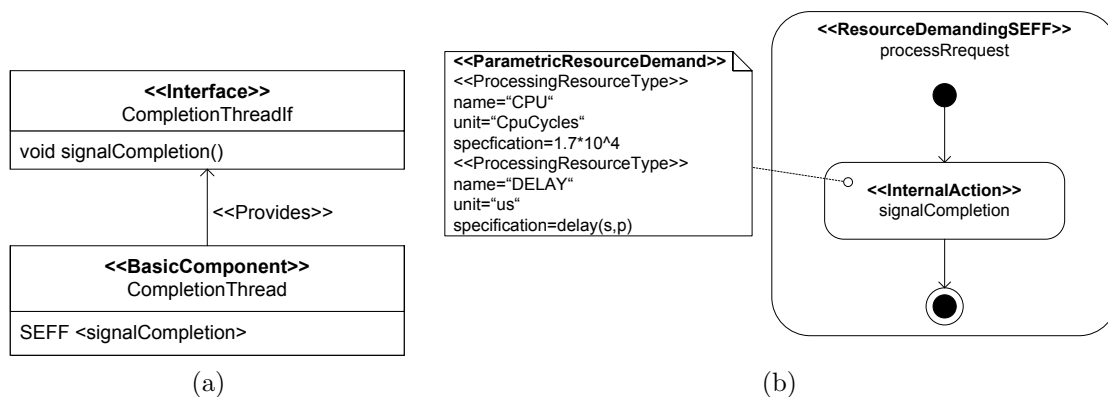 <<Interface>>
CompletionThreadIf
void signalCompletion()
<<Provides>>
<<BasicComponent>>
CompletionThread
SEFF <signalCompletion>
(a)
<<ParametricResourceDemand>>
<<ProcessingResourceType>>
name=“CPU“
unit=“CpuCycles“
specfication=1.7*10^4
<<ProcessingResourceType>>
name=“DELAY“
unit=“us“
specification=delay(s,p)
<<ResourceDemandingSEFF>>
processRrequest
<<InternalAction>>
signalCompletion
(b)